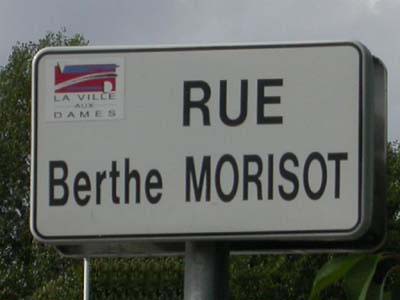 LA VILLE
AUX
DAMES
RUE
Berthe MORISOT